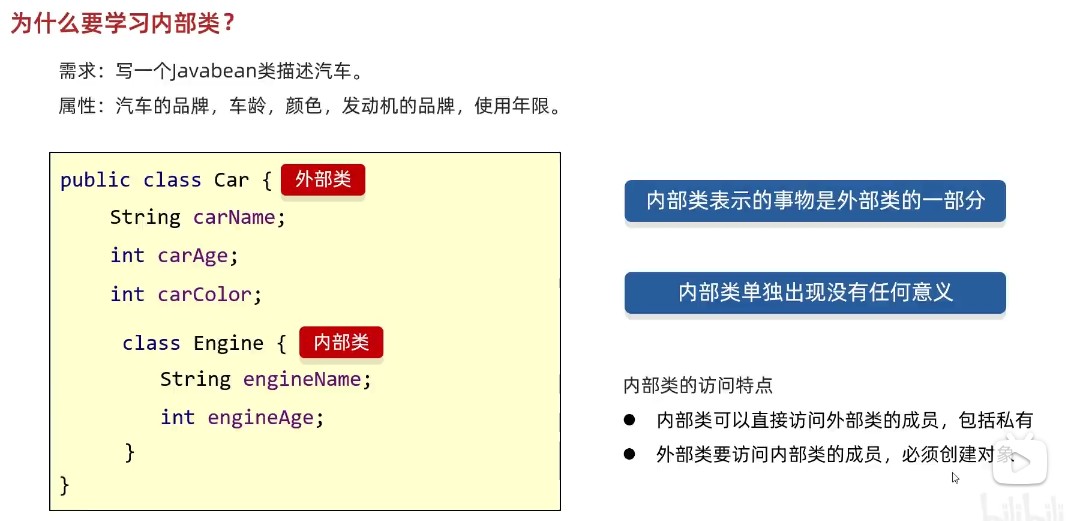 为什么要学习内部类？
需求：写一个Javabean类描述汽车。
属性：汽车的品牌，车龄，颜色，发动机的品牌，使用年限。
public class Car { 外部类
String carName;
int carAge;
int carColor;
class Engine { 内部类
String engineName;
int engineAge;
}
}
内部类表示的事物是外部类的一部分
内部类单独出现没有任何意义
内部类的访问特点
● 内部类可以直接访问外部类的成员，包括私有
● 外部类要访问内部类的成员，必须创建对象
bilibili